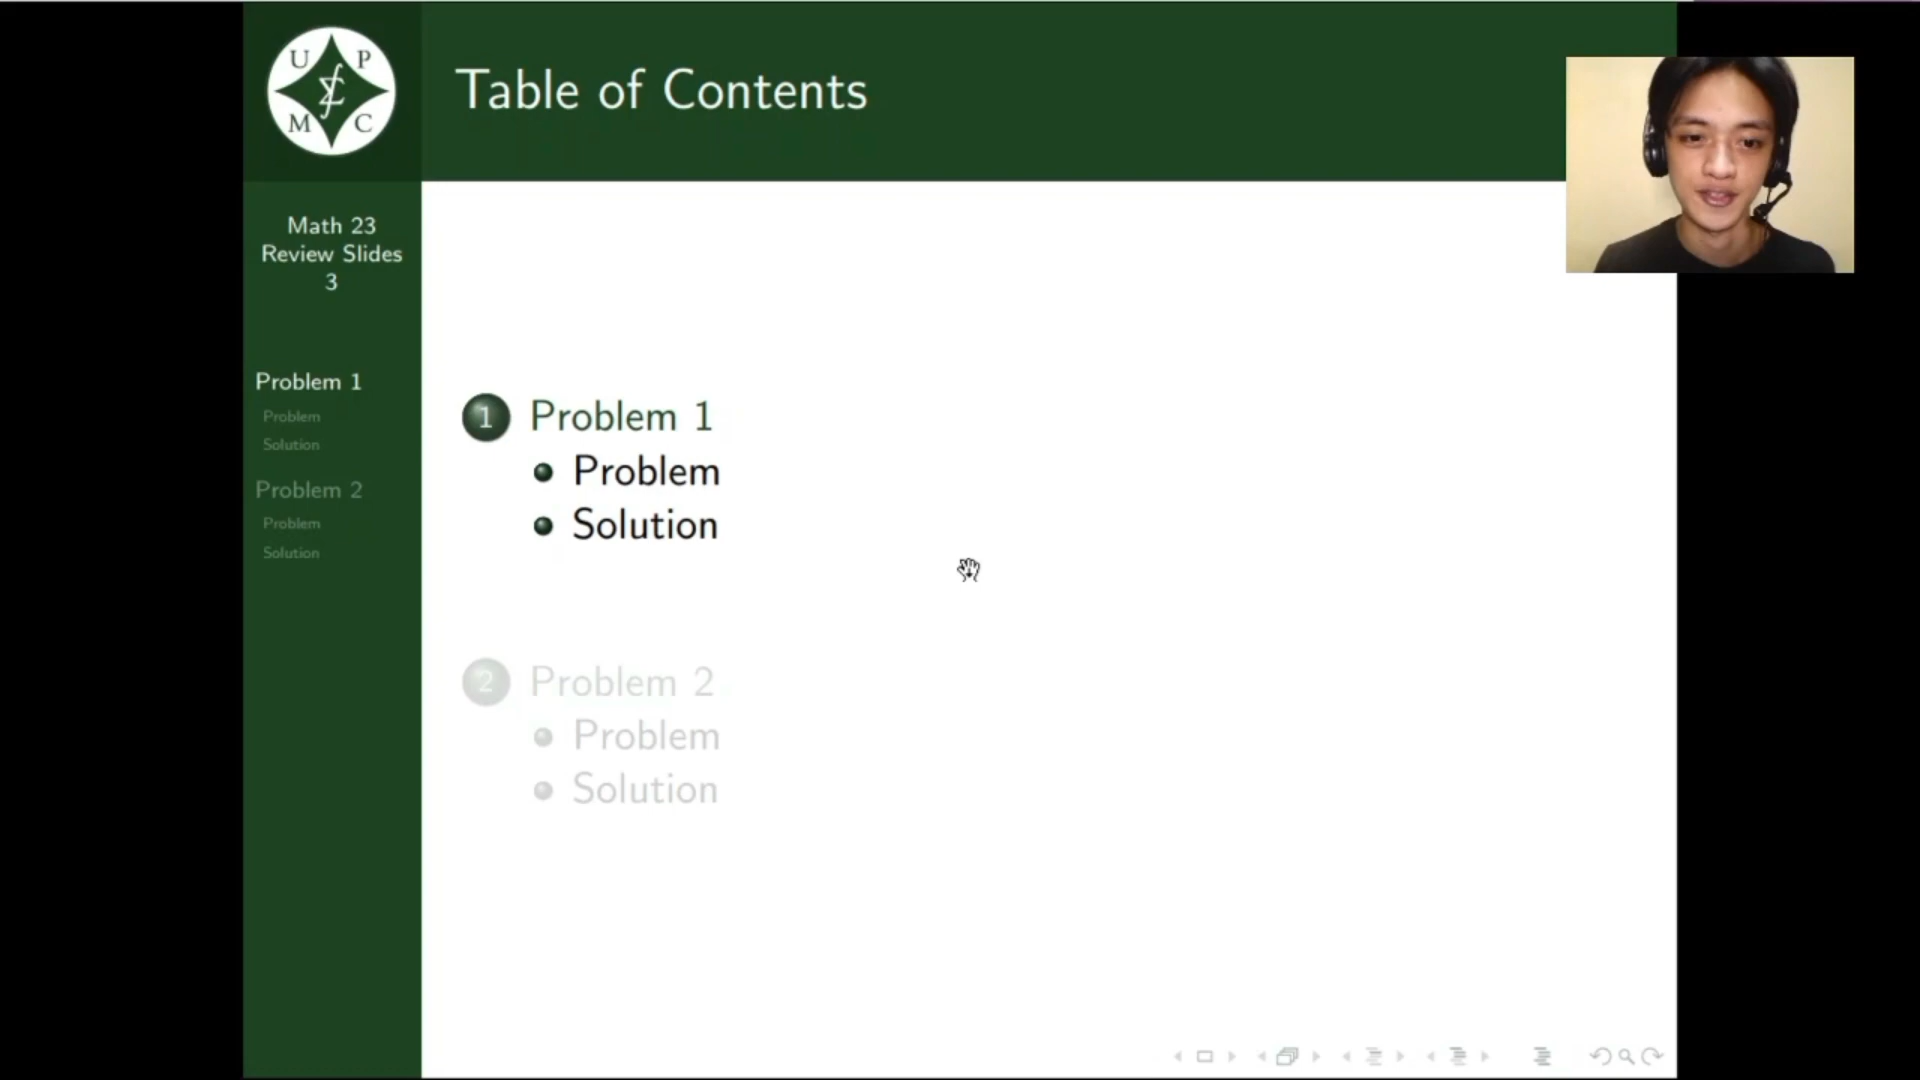 U P
M C
Table of Contents
Math 23
Review Slides
3
Problem 1
Problem
Solution
Problem 2
Problem
Solution
1 Problem 1
Problem
Solution
2 Problem 2
Problem
Solution